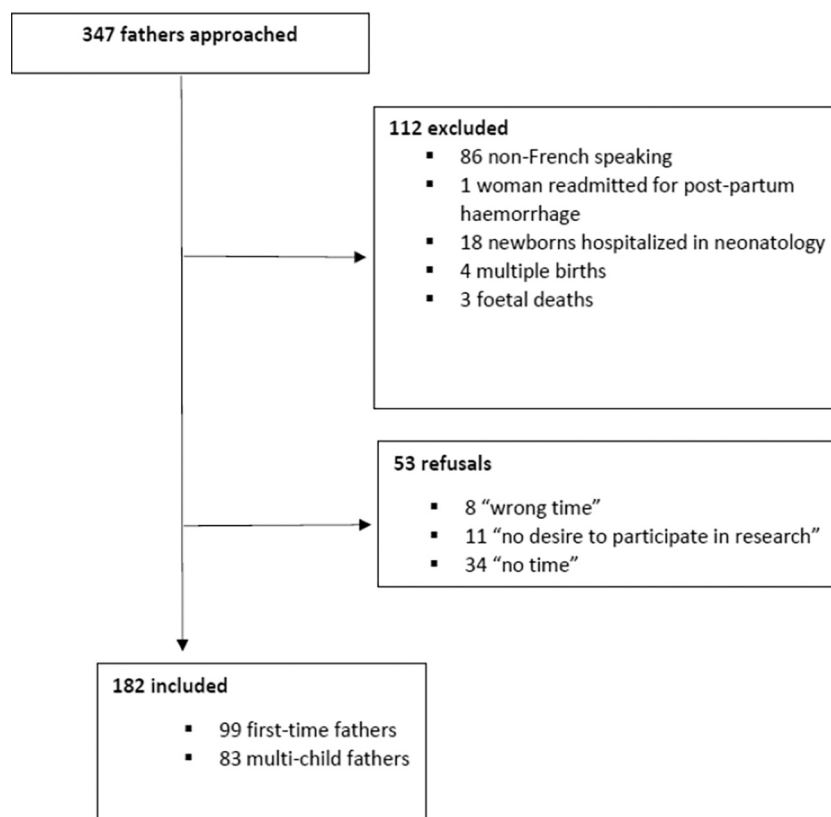 347 fathers approached
112 excluded
▪ 86 non-French speaking
▪ 1 woman readmitted for post-partum
haemorrhage
▪ 18 newborns hospitalized in neonatology
▪ 4 multiple births
▪ 3 foetal deaths
53 refusals
▪ 8 “wrong time”
▪ 11 “no desire to participate in research”
▪ 34 “no time”
182 included
▪ 99 first-time fathers
▪ 83 multi-child fathers